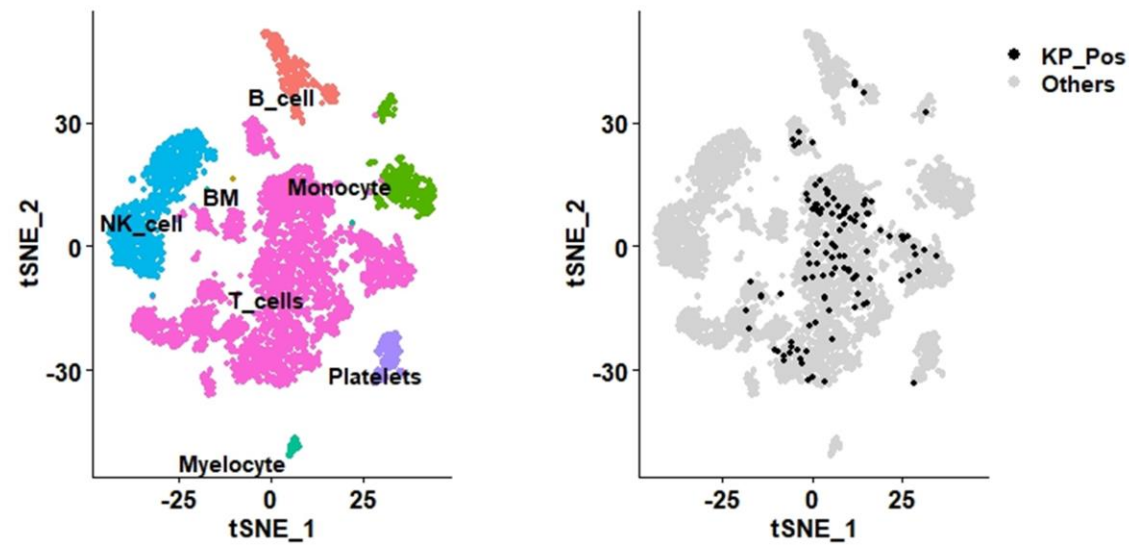 B_cell
30
Monocyte
BM
NK_cell
0
T_cells
-30
Platelets
Myelocyte
-25 0 25
tSNE_1
tSNE_2
KP_Pos
Others
30
0
-30
-25 0 25
tSNE_1
tSNE_2